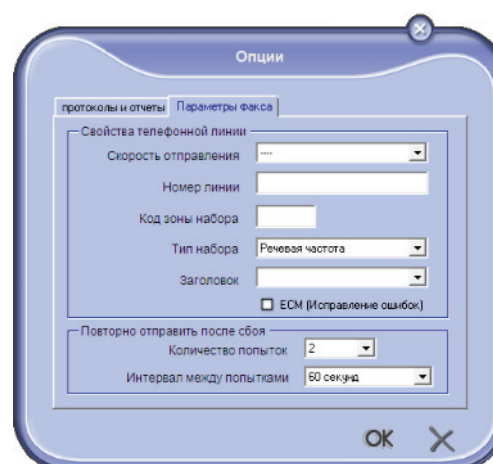 Опции
протоколы и отчеты Параметры факса
Свойства телефонной линии
Скорость отправления ----
Номер линии
Код зоны набора
Тип набора Речевая частота
Заголовок
ECM (Исправление ошибок)
Повторно отправить после сбоя
Количество попыток 2
Интервал между попытками 60 секунд
OK